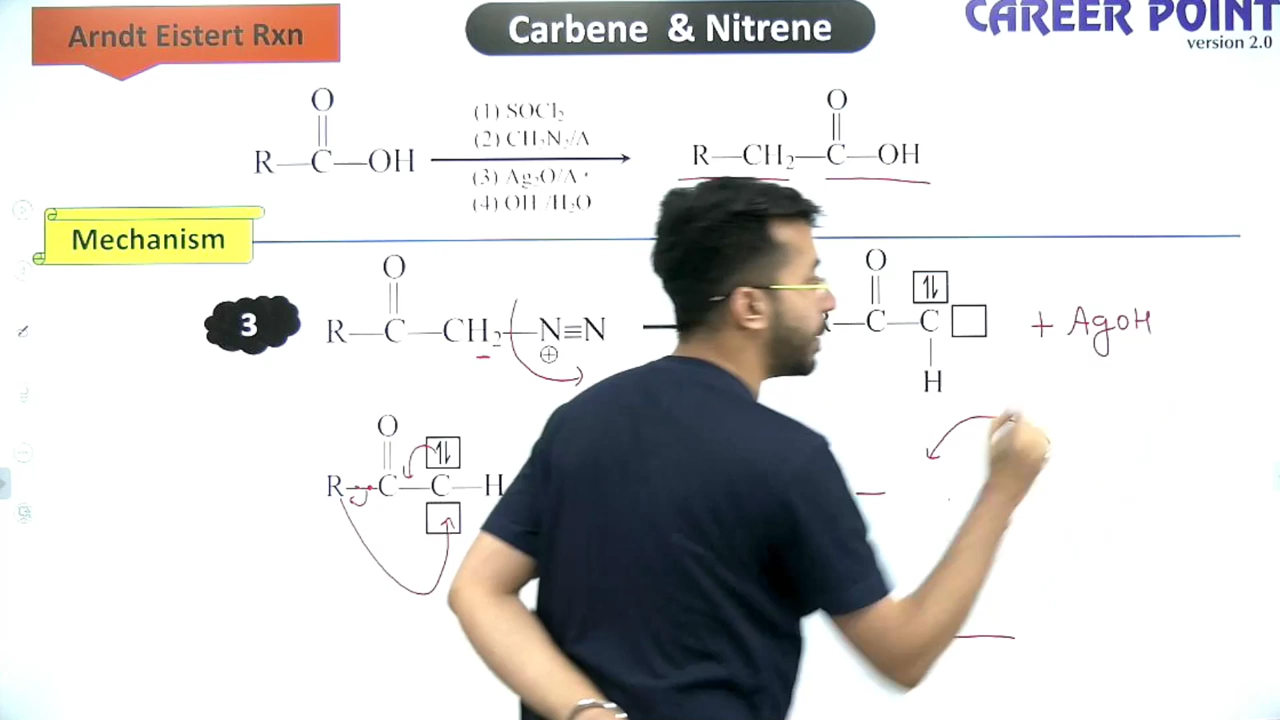 Arndt Eistert Rxn
Carbene & Nitrene
CAREER POINT
version 2.0
O
R—C—OH
(1) SOCl₂
(2) CH₂N₂/Δ
(3) Ag₂O/Δ
(4) OH⁻/H₂O
O
R—CH₂—C—OH
Mechanism
3
O
R—C—CH₂—N≡N
⊕
O
—C—C
⥮
H
+ AgOH
O
⥮
R—C—C—H